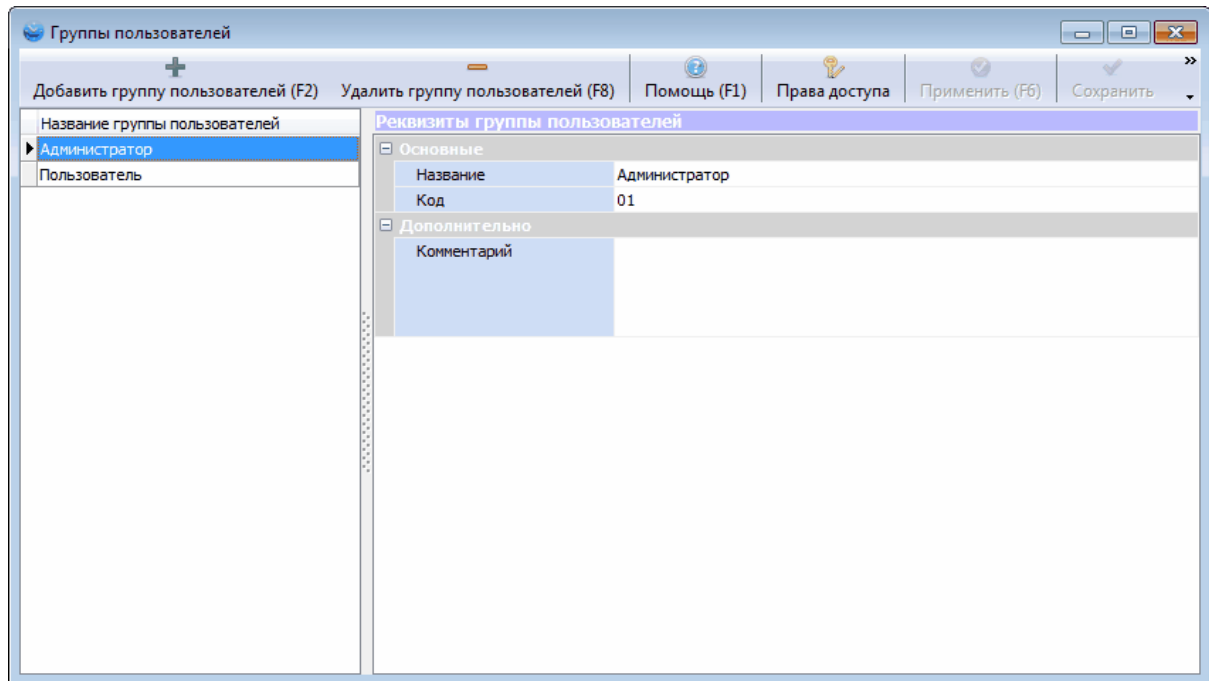 Группы пользователей
Добавить группу пользователей (F2) Удалить группу пользователей (F8) Помощь (F1) Права доступа Применить (F6) Сохранить
Название группы пользователей
Администратор
Пользователь
Реквизиты группы пользователей
Основные
Название Администратор
Код 01
Дополнительно
Комментарий